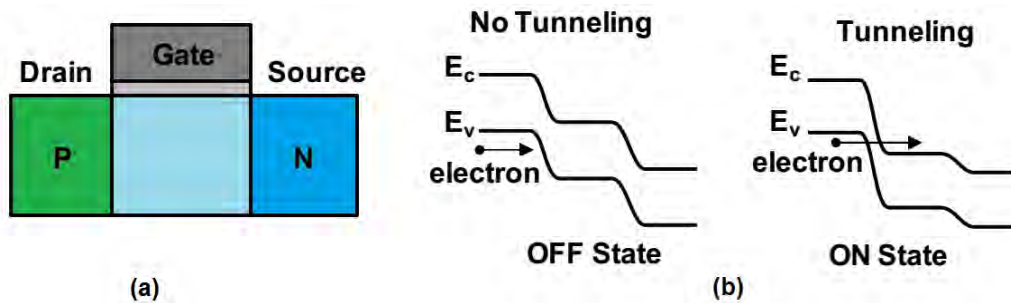 Drain
Gate
Source
P
N
(a)
No Tunneling
Ec
Ev
electron
OFF State
Tunneling
Ec
Ev
electron
ON State
(b)